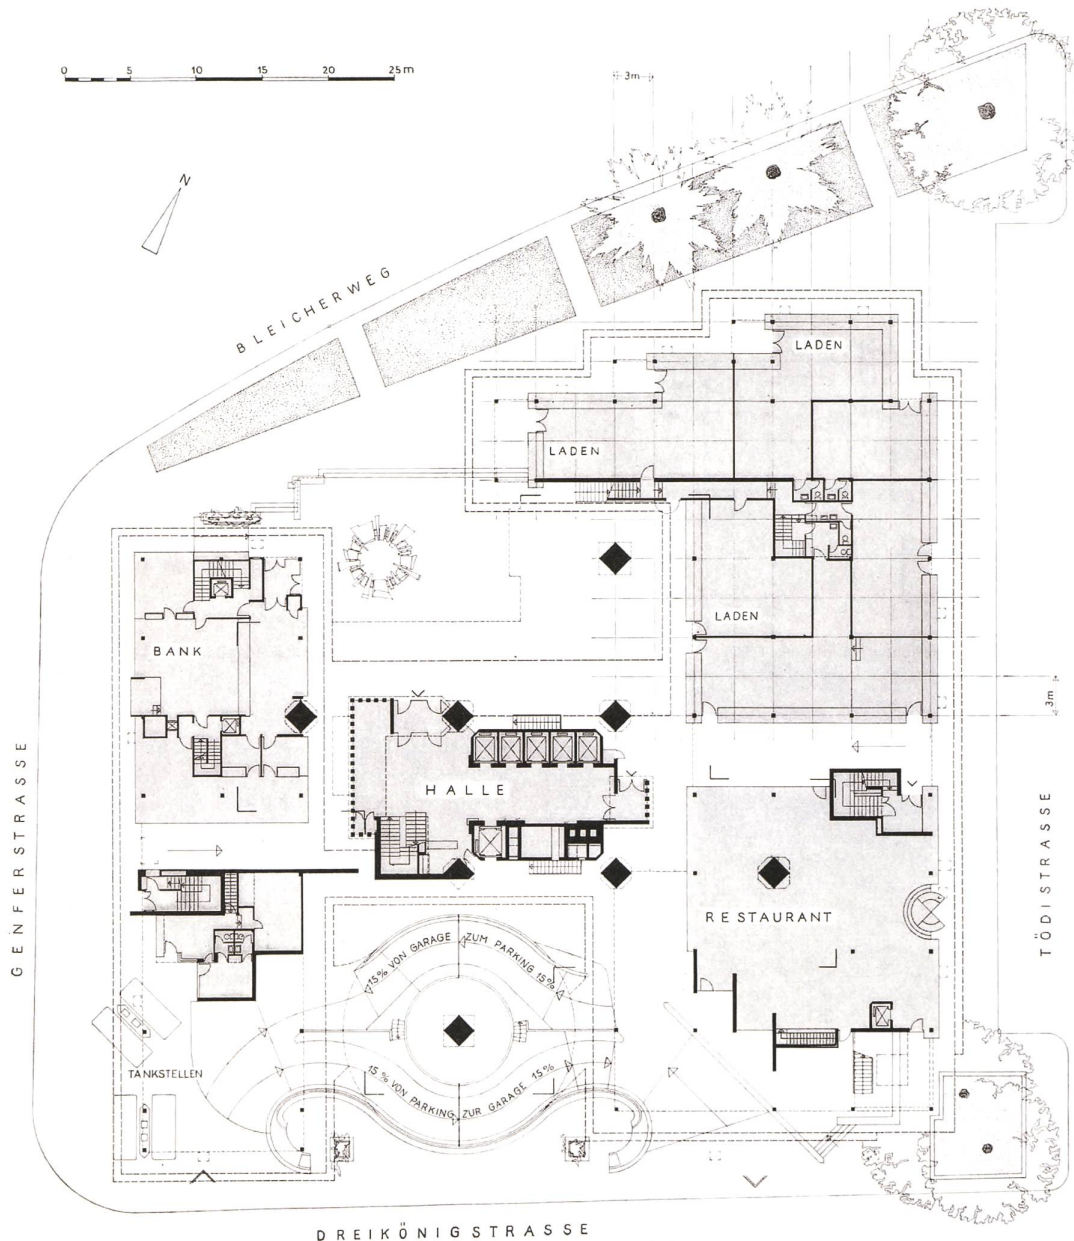 0 5 10 15 20 25 m
3m
N
BLEICHERWEG
LADEN
LADEN
LADEN
BANK
3m
HALLE
GENFERSTRASSE
TÖDISTRASSE
RESTAURANT
15% VON GARAGE
ZUM PARKING 15%
TANKSTELLEN
15% VON PARKING
ZUR GARAGE 15%
DREIKÖNIGSTRASSE